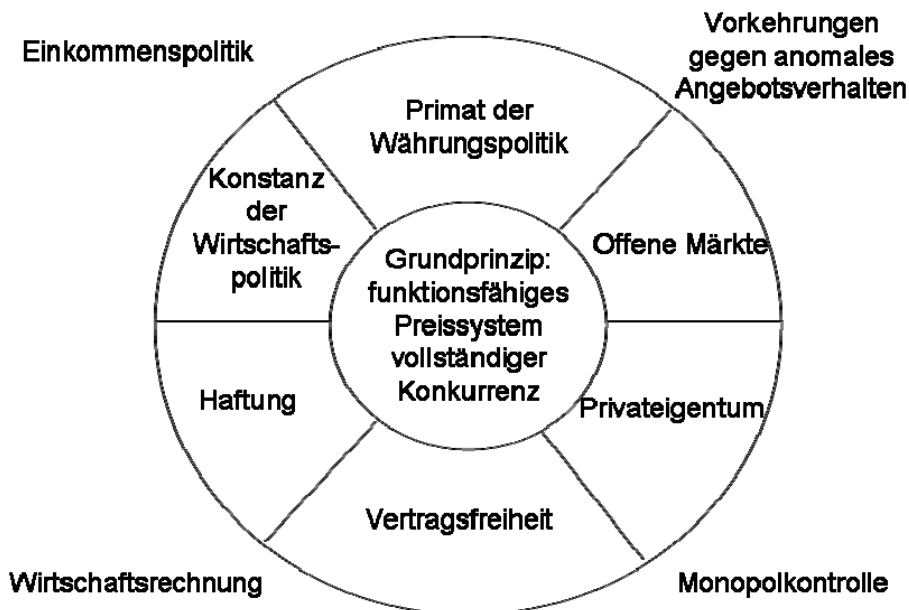 Einkommenspolitik
Vorkehrungen
gegen anomales
Angebotsverhalten
Primat der
Währungspolitik
Konstanz
der
Wirtschafts-
politik
Offene Märkte
Grundprinzip:
funktionsfähiges
Preissystem
vollständiger
Konkurrenz
Haftung
Privateigentum
Vertragsfreiheit
Wirtschaftsrechnung
Monopolkontrolle